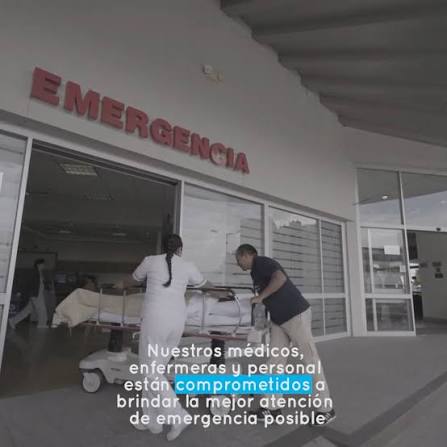 EMERGENCIA
Nuestros médicos,
enfermeras y personal
están comprometidos a
brindar la mejor atención
de emergencia posible